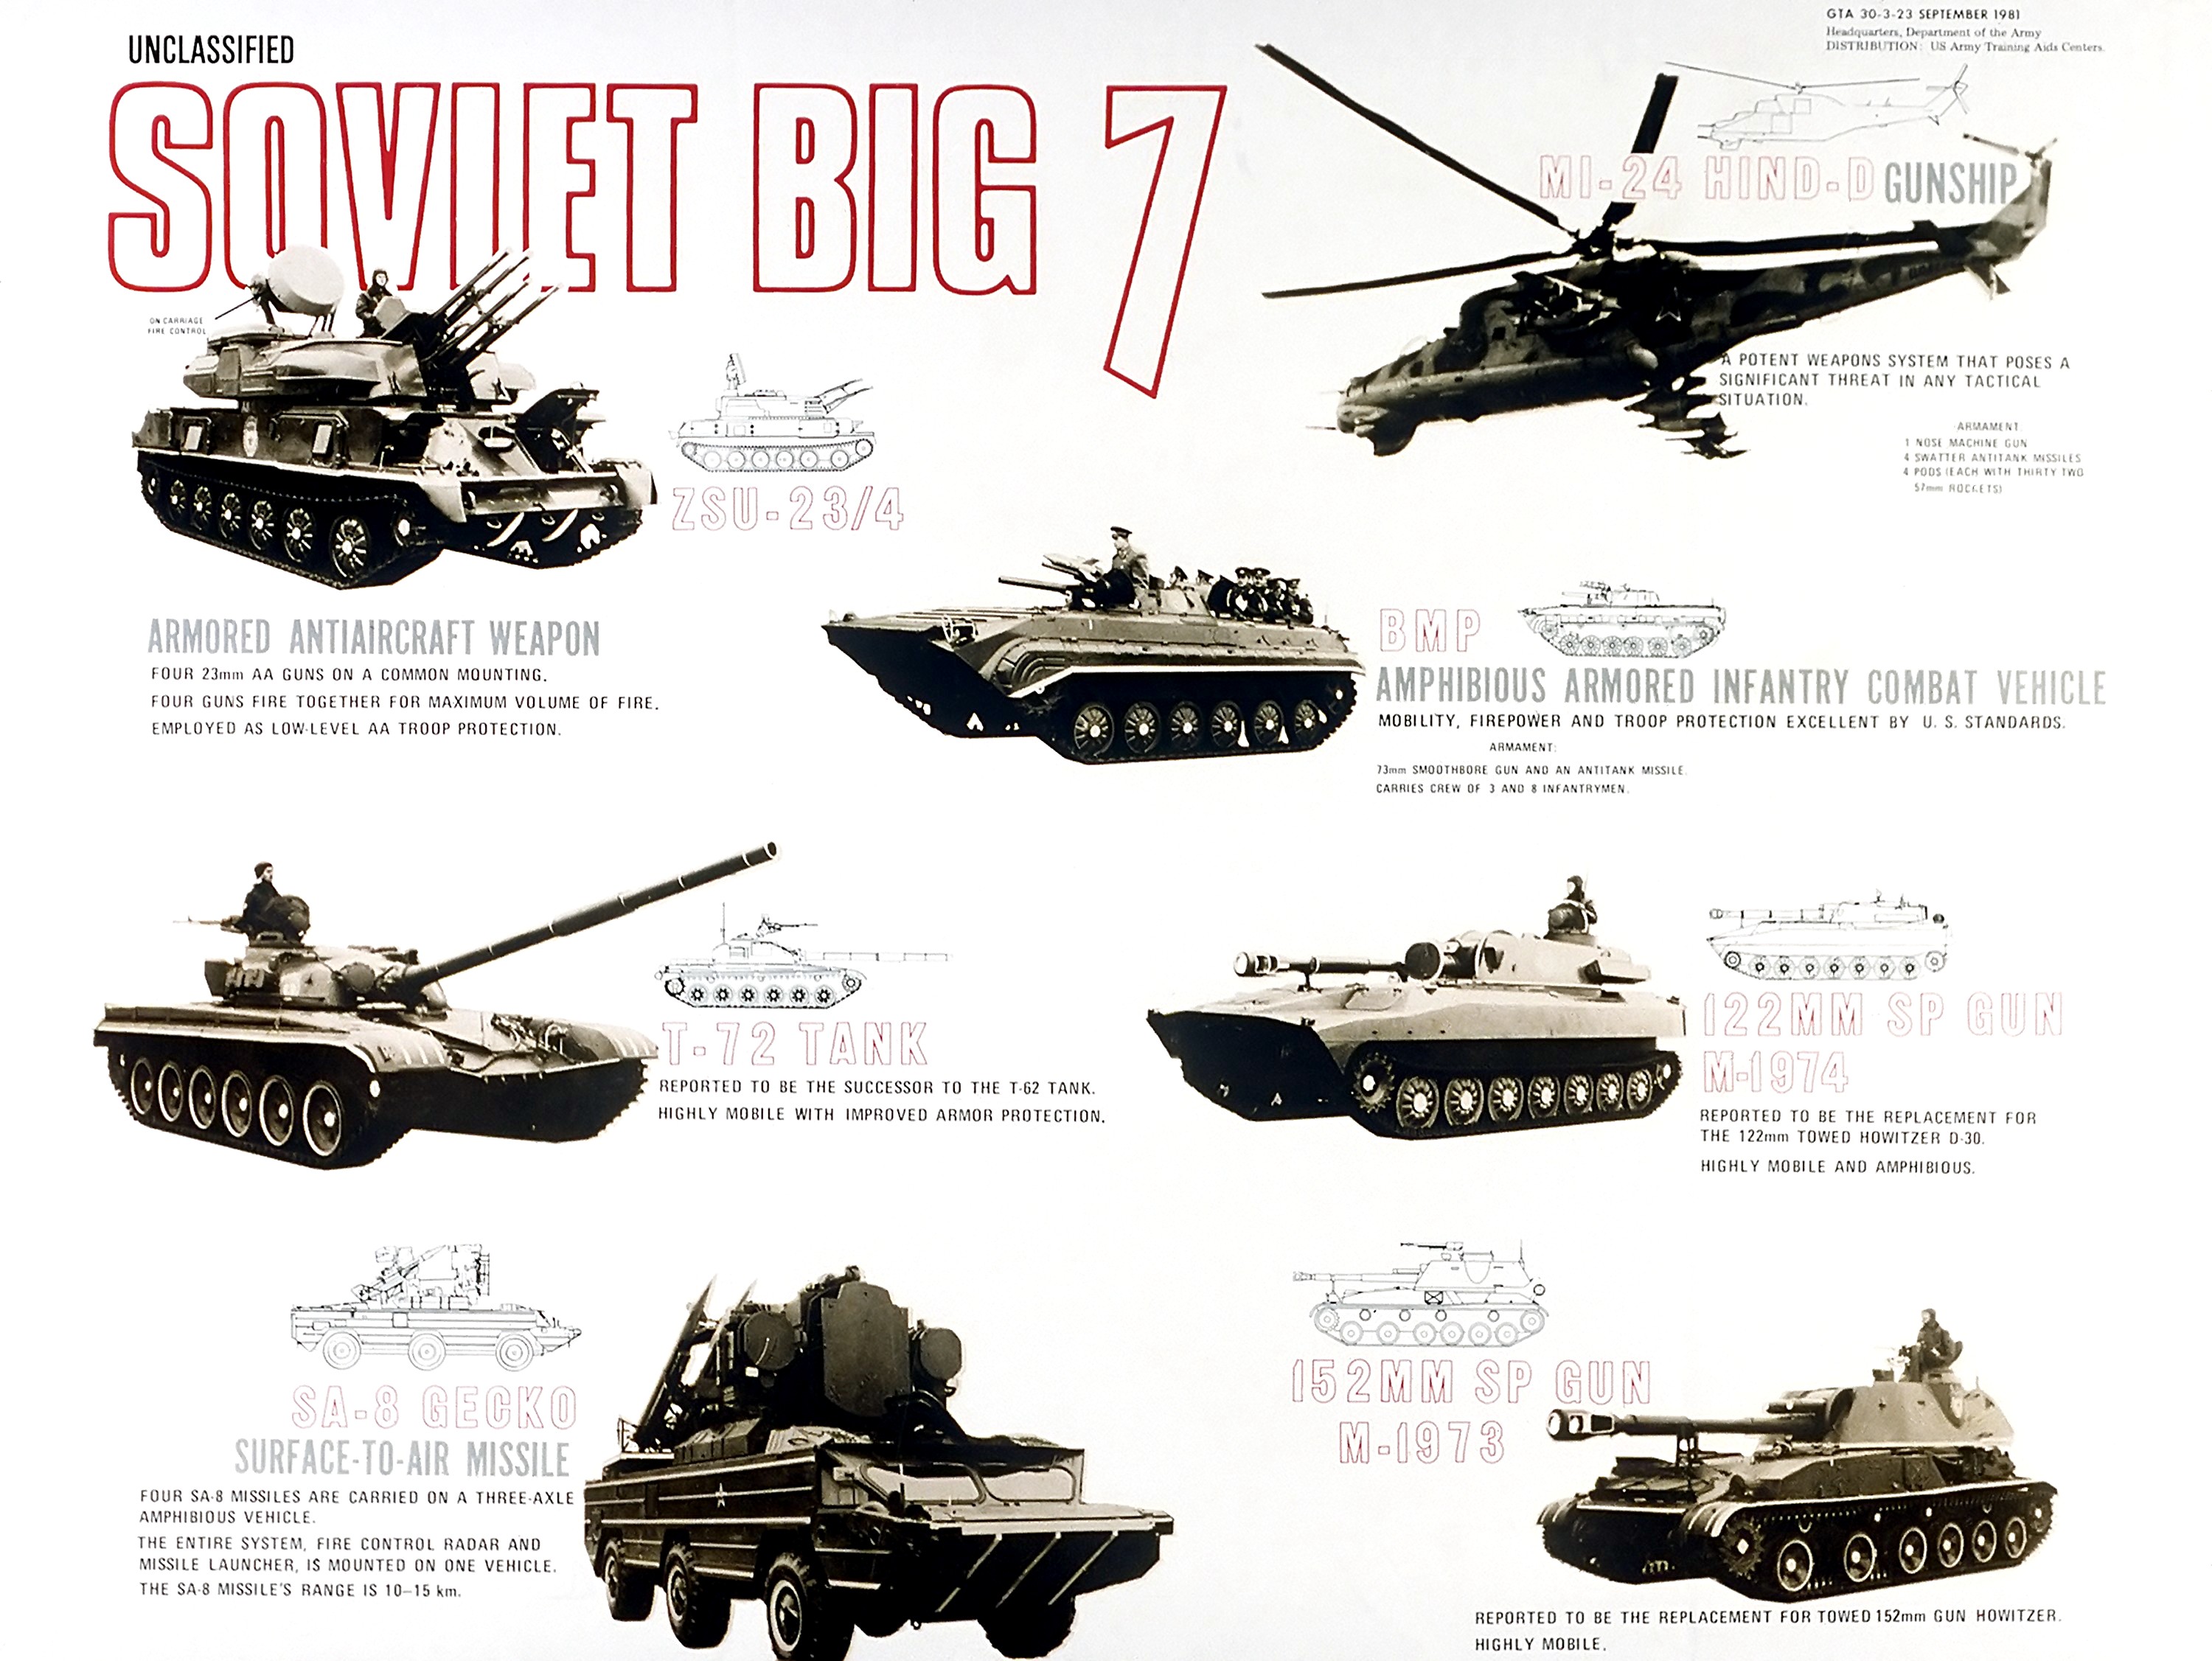 UNCLASSIFIED
SOVIET BIG 7
GTA 30-3-23 SEPTEMBER 1981
Headquarters, Department of the Army
DISTRIBUTION: US Army Training Aids Centers.
MI-24 HIND-D GUNSHIP
A POTENT WEAPONS SYSTEM THAT POSES A
SIGNIFICANT THREAT IN ANY TACTICAL
SITUATION.
ARMAMENT
1 NOSE MACHINE GUN
4 SWATTER ANTITANK MISSILES
4 PODS (EACH WITH THIRTY TWO
57mm ROCKETS)
ON CARRIAGE
FIRE CONTROL
ZSU-23/4
ARMORED ANTIAIRCRAFT WEAPON
FOUR 23mm AA GUNS ON A COMMON MOUNTING.
FOUR GUNS FIRE TOGETHER FOR MAXIMUM VOLUME OF FIRE.
EMPLOYED AS LOW-LEVEL AA TROOP PROTECTION.
BMP
AMPHIBIOUS ARMORED INFANTRY COMBAT VEHICLE
MOBILITY, FIREPOWER AND TROOP PROTECTION EXCELLENT BY U. S. STANDARDS.
ARMAMENT:
73mm SMOOTHBORE GUN AND AN ANTITANK MISSILE.
CARRIES CREW OF 3 AND 8 INFANTRYMEN.
T-72 TANK
REPORTED TO BE THE SUCCESSOR TO THE T-62 TANK.
HIGHLY MOBILE WITH IMPROVED ARMOR PROTECTION.
122MM SP GUN
M-1974
REPORTED TO BE THE REPLACEMENT FOR
THE 122mm TOWED HOWITZER D-30.
HIGHLY MOBILE AND AMPHIBIOUS.
SA-8 GECKO
SURFACE-TO-AIR MISSILE
FOUR SA-8 MISSILES ARE CARRIED ON A THREE-AXLE
AMPHIBIOUS VEHICLE.
THE ENTIRE SYSTEM, FIRE CONTROL RADAR AND
MISSILE LAUNCHER, IS MOUNTED ON ONE VEHICLE.
THE SA-8 MISSILE'S RANGE IS 10–15 km.
152MM SP GUN
M-1973
REPORTED TO BE THE REPLACEMENT FOR TOWED 152mm GUN HOWITZER.
HIGHLY MOBILE.